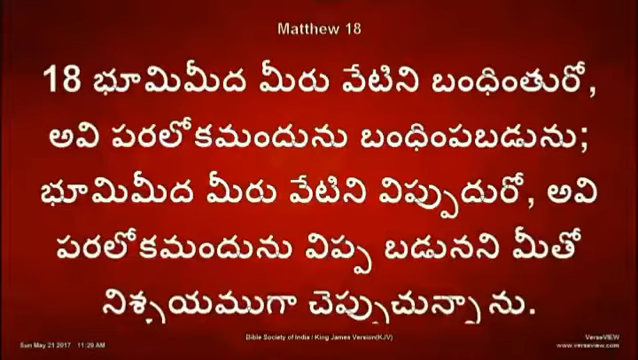 Matthew 18
18 భూమిమీద మీరు వేటిని బంధింతురో,
అవి పరలోకమందును బంధింపబడును;
భూమిమీద మీరు వేటిని విప్పుదురో, అవి
పరలోకమందును విప్ప బడునని మీతో
నిశ్చయముగా చెప్పుచున్నా ను.
Bible Society of India / King James Version(KJV)
Sun May 21 2017 11:29 AM
VerseVIEW
www.verseview.com